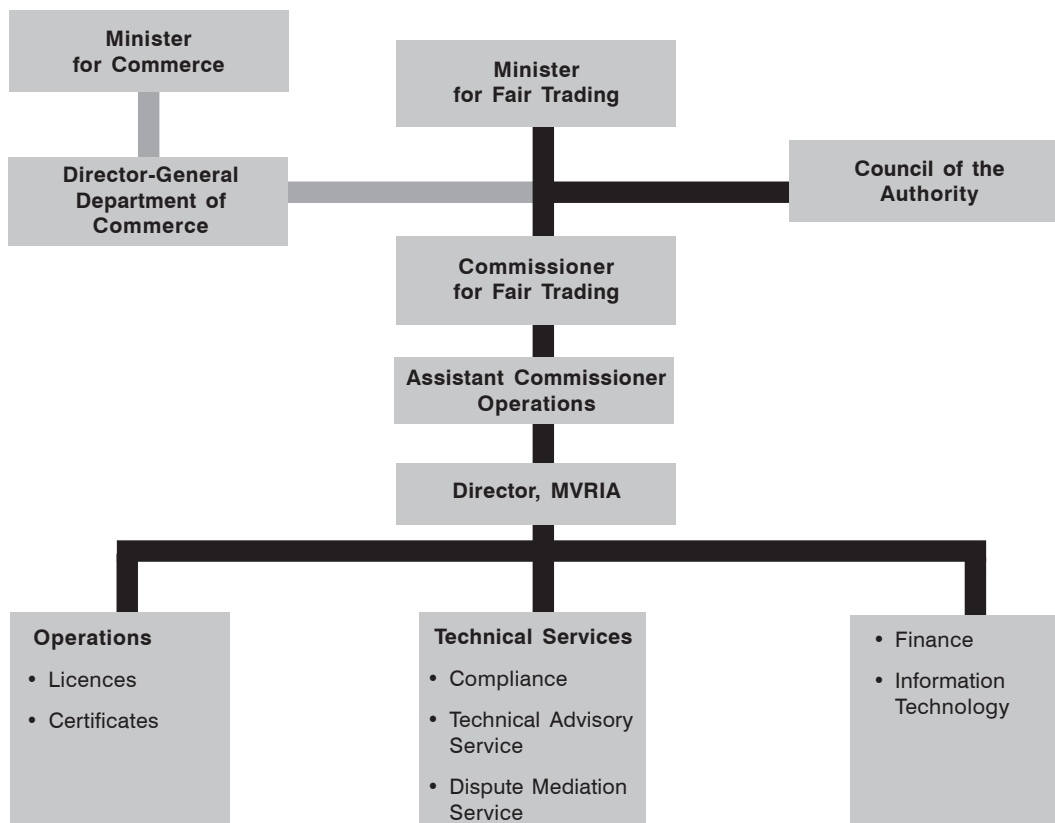 Minister
for Commerce
Minister
for Fair Trading
Director-General
Department of
Commerce
Council of the
Authority
Commissioner
for Fair Trading
Assistant Commissioner
Operations
Director, MVRIA
Operations
• Licences
• Certificates
Technical Services
• Compliance
• Technical Advisory
Service
• Dispute Mediation
Service
• Finance
• Information
Technology